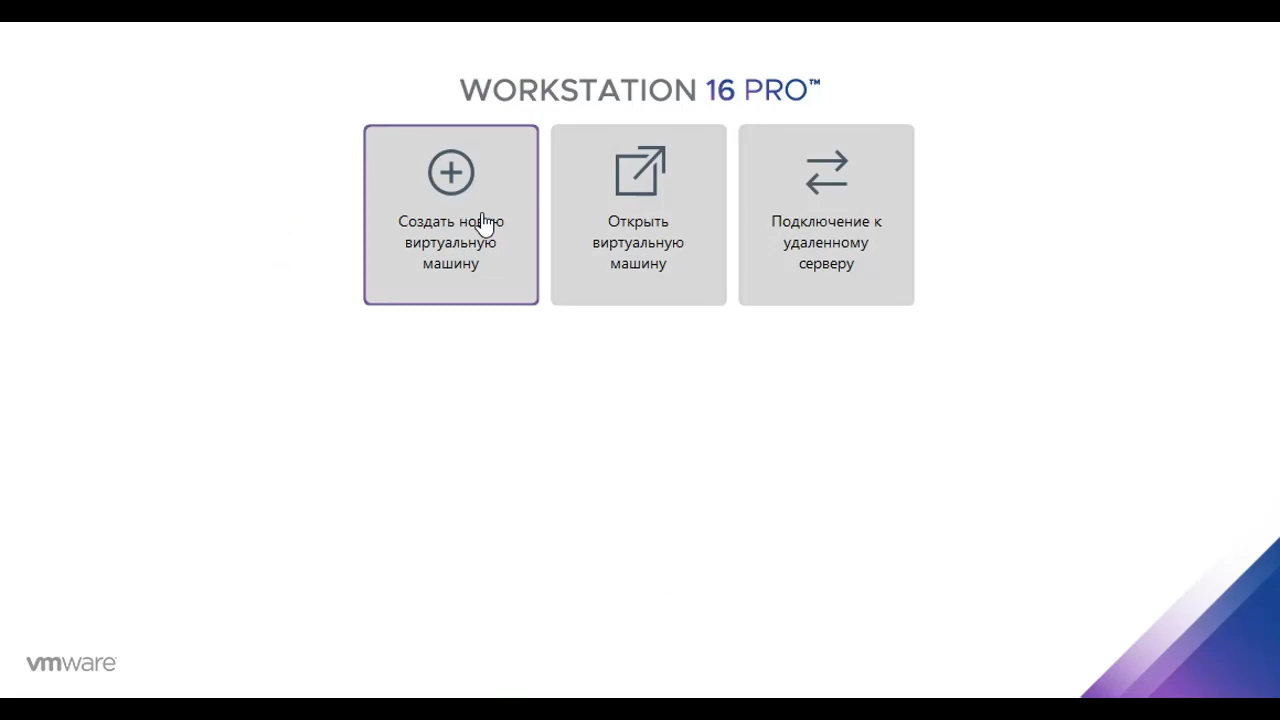 WORKSTATION 16 PRO™
Создать новую
виртуальную
машину
Открыть
виртуальную
машину
Подключение к
удаленному
серверу
vmware